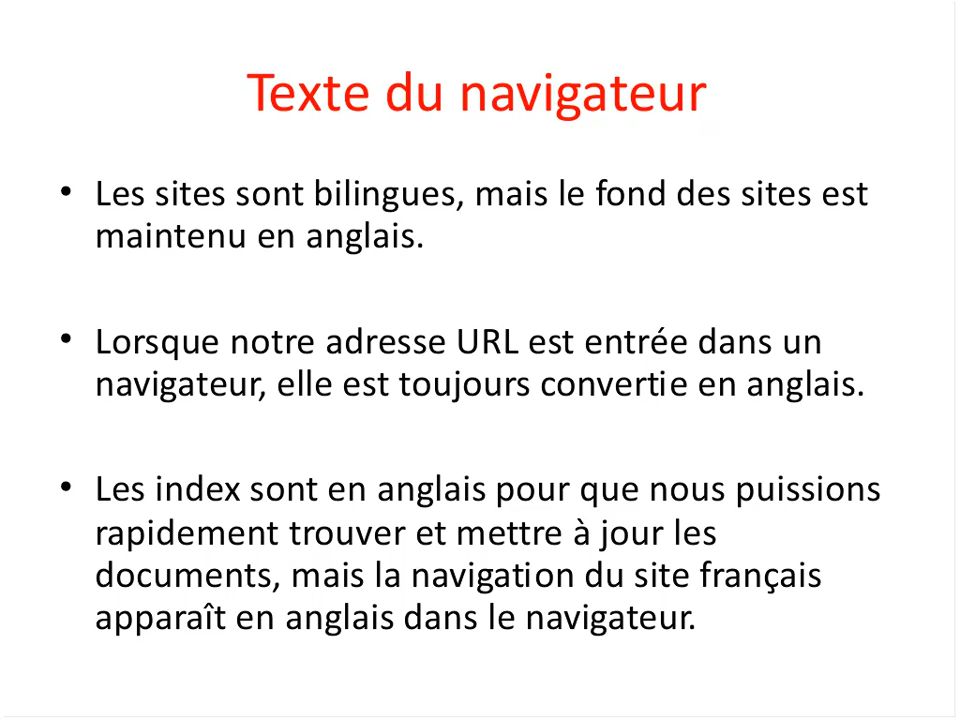 Texte du navigateur
• Les sites sont bilingues, mais le fond des sites est
maintenu en anglais.
• Lorsque notre adresse URL est entrée dans un
navigateur, elle est toujours convertie en anglais.
• Les index sont en anglais pour que nous puissions
rapidement trouver et mettre à jour les
documents, mais la navigation du site français
apparaît en anglais dans le navigateur.